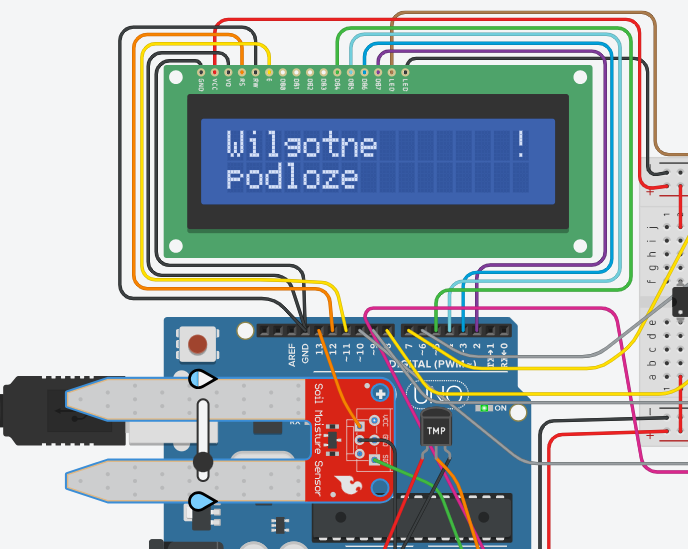 GND VCC VO RS RW E DB0 DB1 DB2 DB3 DB4 DB5 DB6 DB7 LED LED
Wilgotne !
podloze
+
1
j
i
h
g
f
e
d
c
b
a
+
AREF
GND
13
12
~11
~10
~9
8
7
~6
~5
4
~3
2
TX→1
RX←0
DIGITAL (PWM~)
UNO
ON
Soil Moisture Sensor
VCC
GND
SIG
TMP